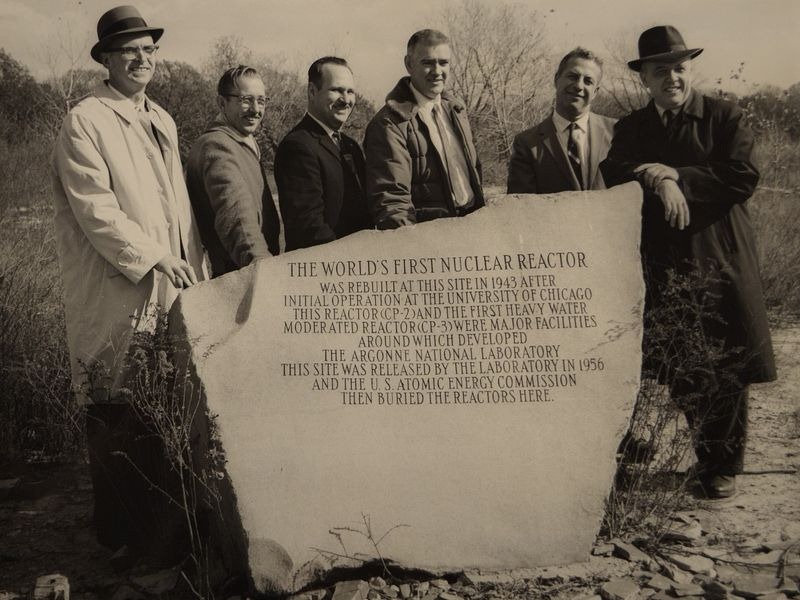 THE WORLD'S FIRST NUCLEAR REACTOR
WAS REBUILT AT THIS SITE IN 1943 AFTER
INITIAL OPERATION AT THE UNIVERSITY OF CHICAGO
THIS REACTOR (CP-2) AND THE FIRST HEAVY WATER
MODERATED REACTOR (CP-3) WERE MAJOR FACILITIES
AROUND WHICH DEVELOPED
THE ARGONNE NATIONAL LABORATORY
THIS SITE WAS RELEASED BY THE LABORATORY IN 1956
AND THE U. S. ATOMIC ENERGY COMMISSION
THEN BURIED THE REACTORS HERE.